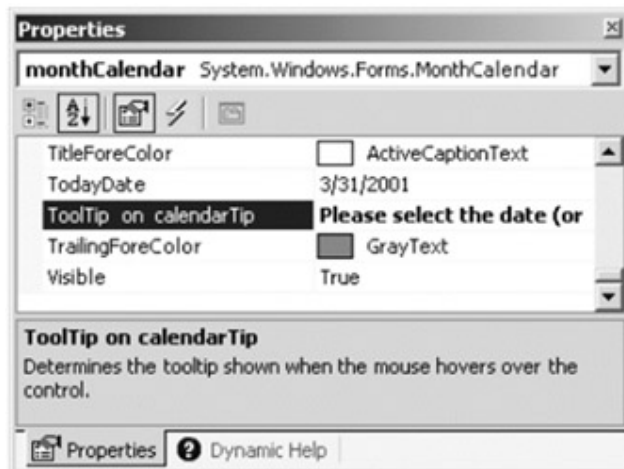 Properties
monthCalendar System.Windows.Forms.MonthCalendar
TitleForeColor ActiveCaptionText
TodayDate 3/31/2001
ToolTip on calendarTip Please select the date (or
TrailingForeColor GrayText
Visible True
ToolTip on calendarTip
Determines the tooltip shown when the mouse hovers over the
control.
Properties Dynamic Help